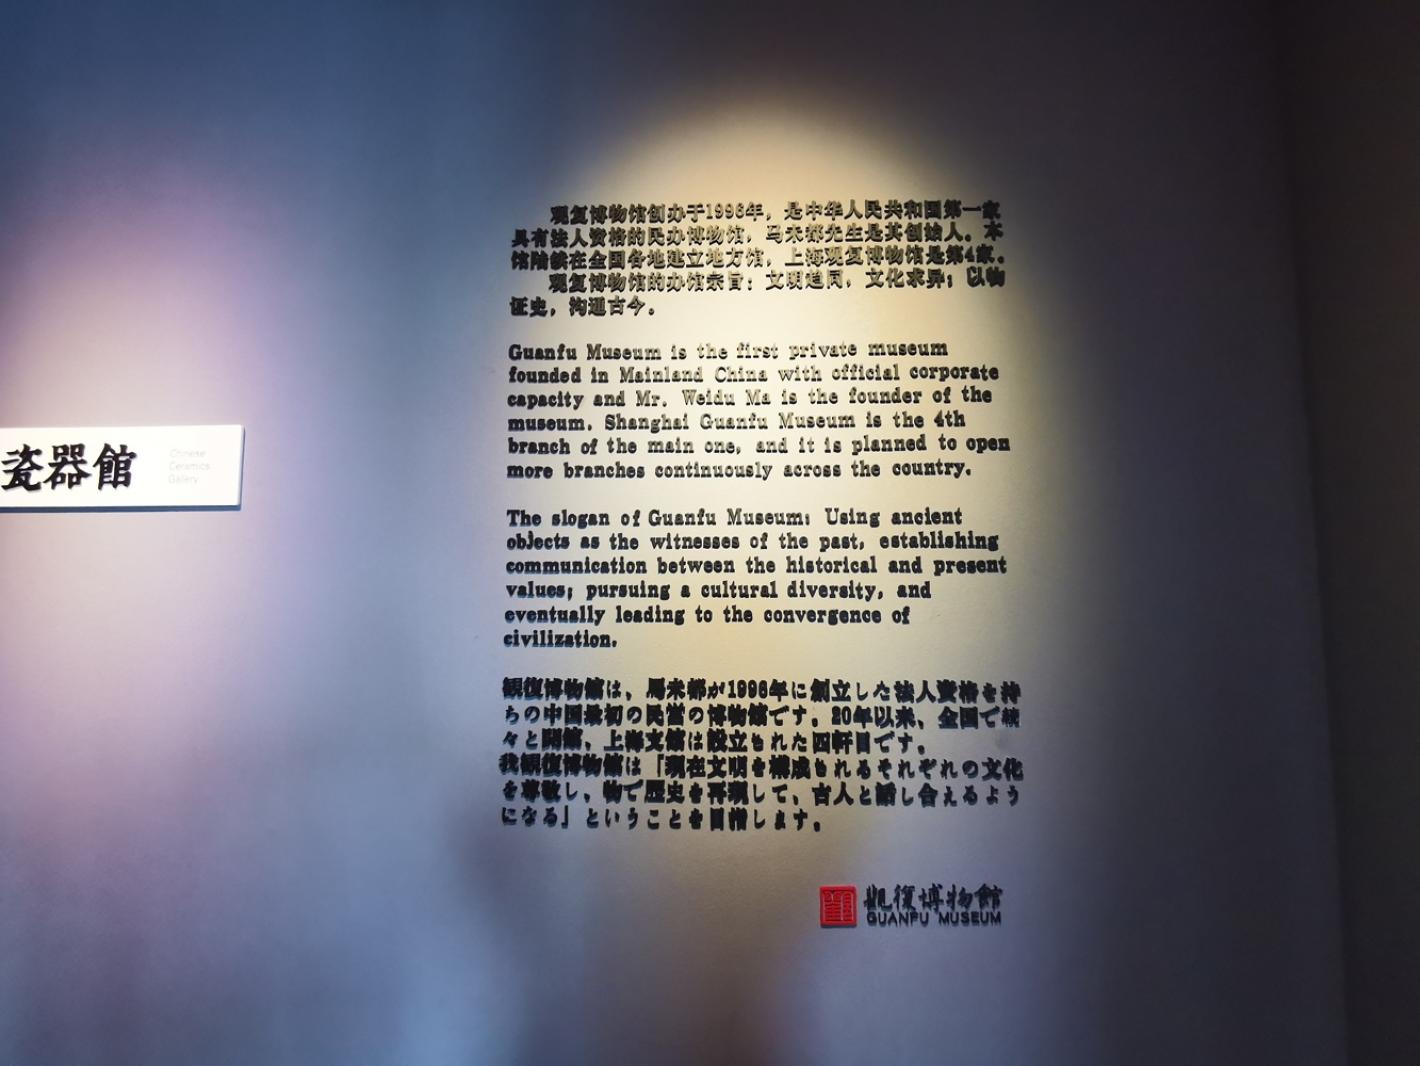 瓷器館
Chinese
Ceramics
Gallery
观复博物馆创办于1996年，是中华人民共和国第一家
具有法人资格的民办博物馆，马未都先生是其创始人。本
馆陆续在全国各地建立地方馆，上海观复博物馆是第4家。
观复博物馆的办馆宗旨：文明趋同，文化求异；以物
证史，沟通古今。
Guanfu Museum is the first private museum
founded in Mainland China with official corporate
capacity and Mr. Weidu Ma is the founder of the
museum. Shanghai Guanfu Museum is the 4th
branch of the main one, and it is planned to open
more branches continuously across the country.
The slogan of Guanfu Museum: Using ancient
objects as the witnesses of the past, establishing
communication between the historical and present
values; pursuing a cultural diversity, and
eventually leading to the convergence of
civilization.
観復博物館は、馬未都が1996年に創立した法人資格を持
ちの中国最初の民営の博物館です。20年以来、全国で続
々と開館、上海支館は設立された四軒目です。
我観復博物館は「現在文明を構成されるそれぞれの文化
を尊敬し、物で歴史を再現して、古人と話し合えるよう
になる」ということを目指します。
觀復博物館
GUANFU MUSEUM